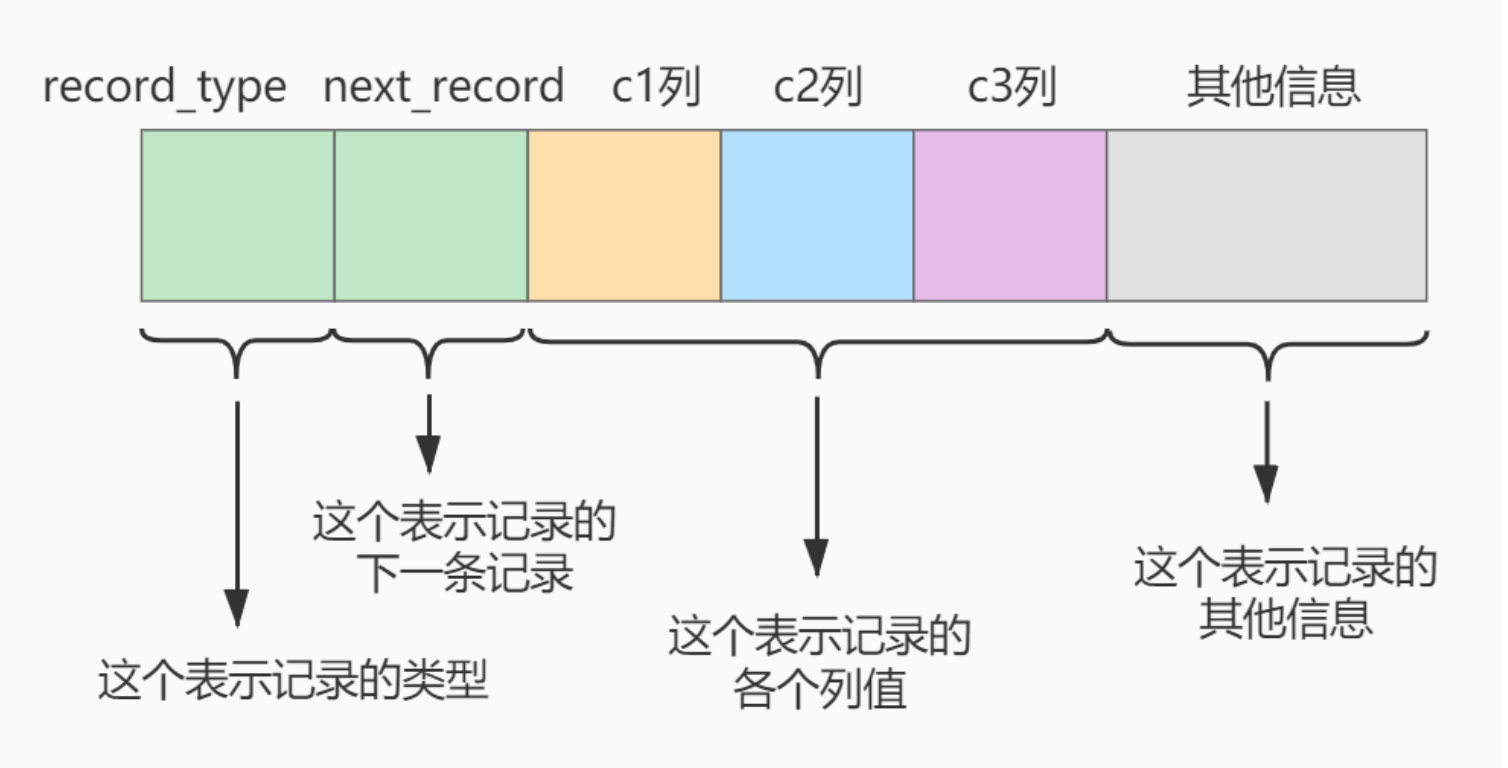 record_type next_record c1列 c2列 c3列 其他信息
这个表示记录的
下一条记录
这个表示记录的类型
这个表示记录的
各个列值
这个表示记录的
其他信息